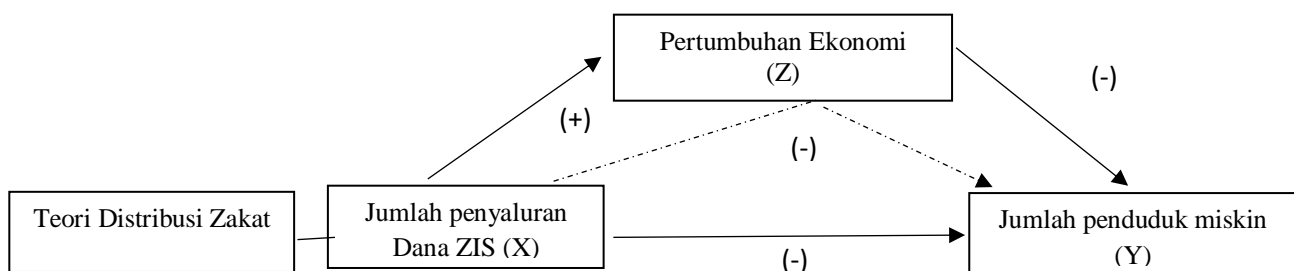 Pertumbuhan Ekonomi
(Z)
(-)
(+)
(-)
Teori Distribusi Zakat
Jumlah penyaluran
Dana ZIS (X)
Jumlah penduduk miskin
(Y)
(-)